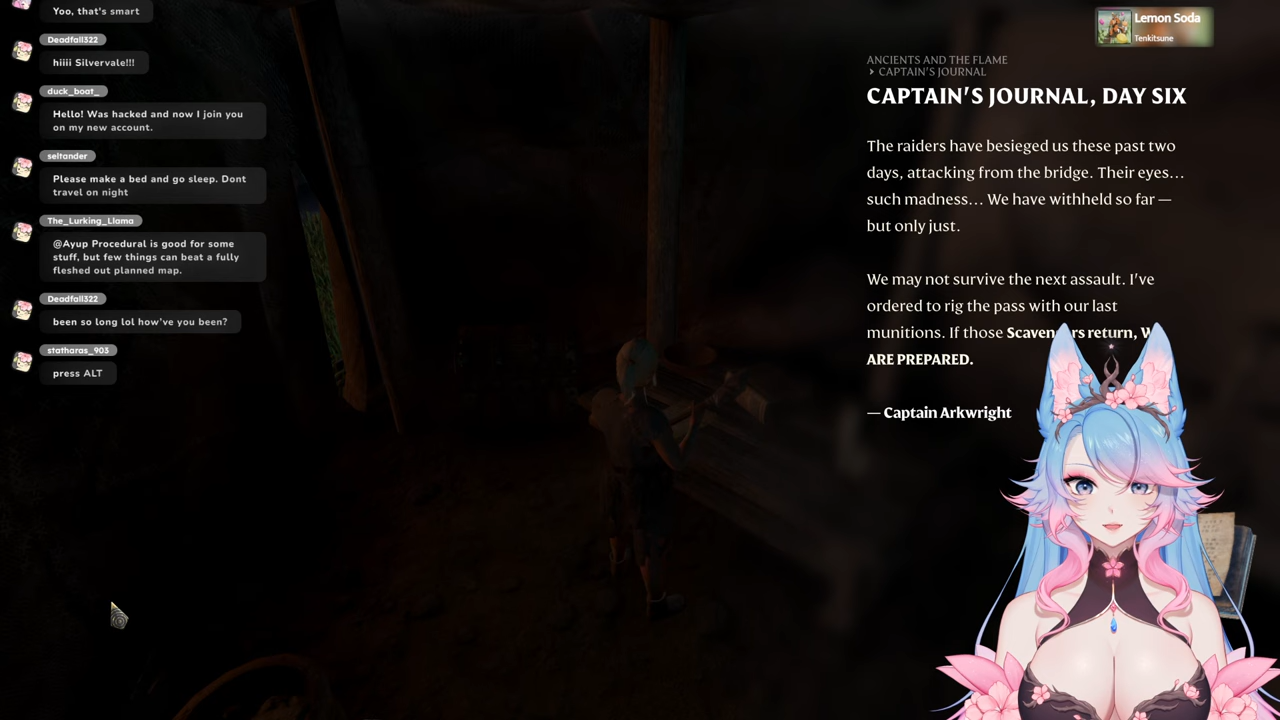 Yoo, that's smart
Deadfall322
hiiii Silvervale!!!
duck_boat_
Hello! Was hacked and now I join you
on my new account.
seltander
Please make a bed and go sleep. Dont
travel on night
The_Lurking_Llama
@Ayup Procedural is good for some
stuff, but few things can beat a fully
fleshed out planned map.
Deadfall322
been so long lol how've you been?
statharas_903
press ALT
Lemon Soda
Tenkitsune
ANCIENTS AND THE FLAME
> CAPTAIN'S JOURNAL
CAPTAIN'S JOURNAL, DAY SIX
The raiders have besieged us these past two
days, attacking from the bridge. Their eyes...
such madness... We have withheld so far —
but only just.
We may not survive the next assault. I've
ordered to rig the pass with our last
munitions. If those return,
ARE PREPARED.
— Captain Arkwright